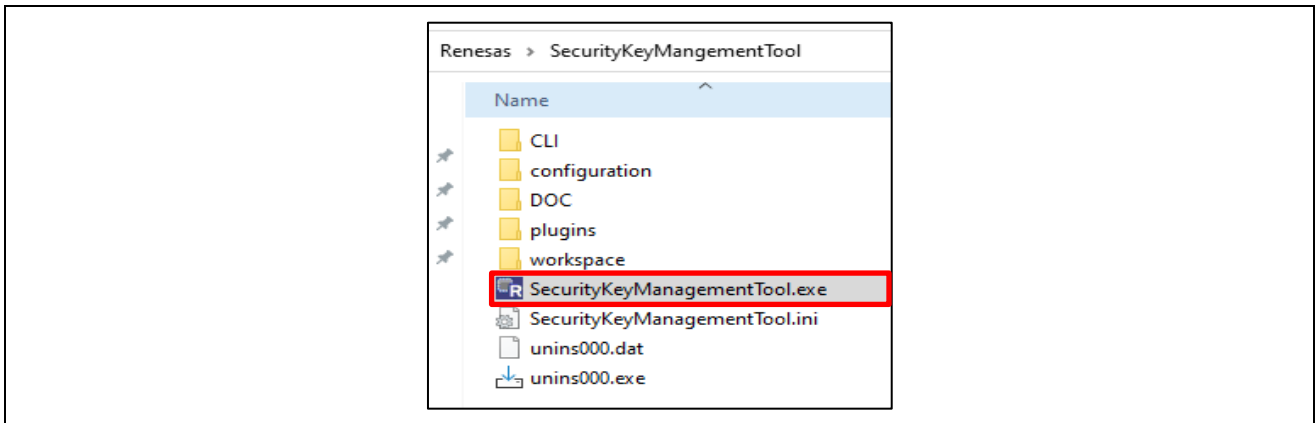 Renesas > SecurityKeyMangementTool
Name
CLI
configuration
DOC
plugins
workspace
SecurityKeyManagementTool.exe
SecurityKeyManagementTool.ini
unins000.dat
unins000.exe